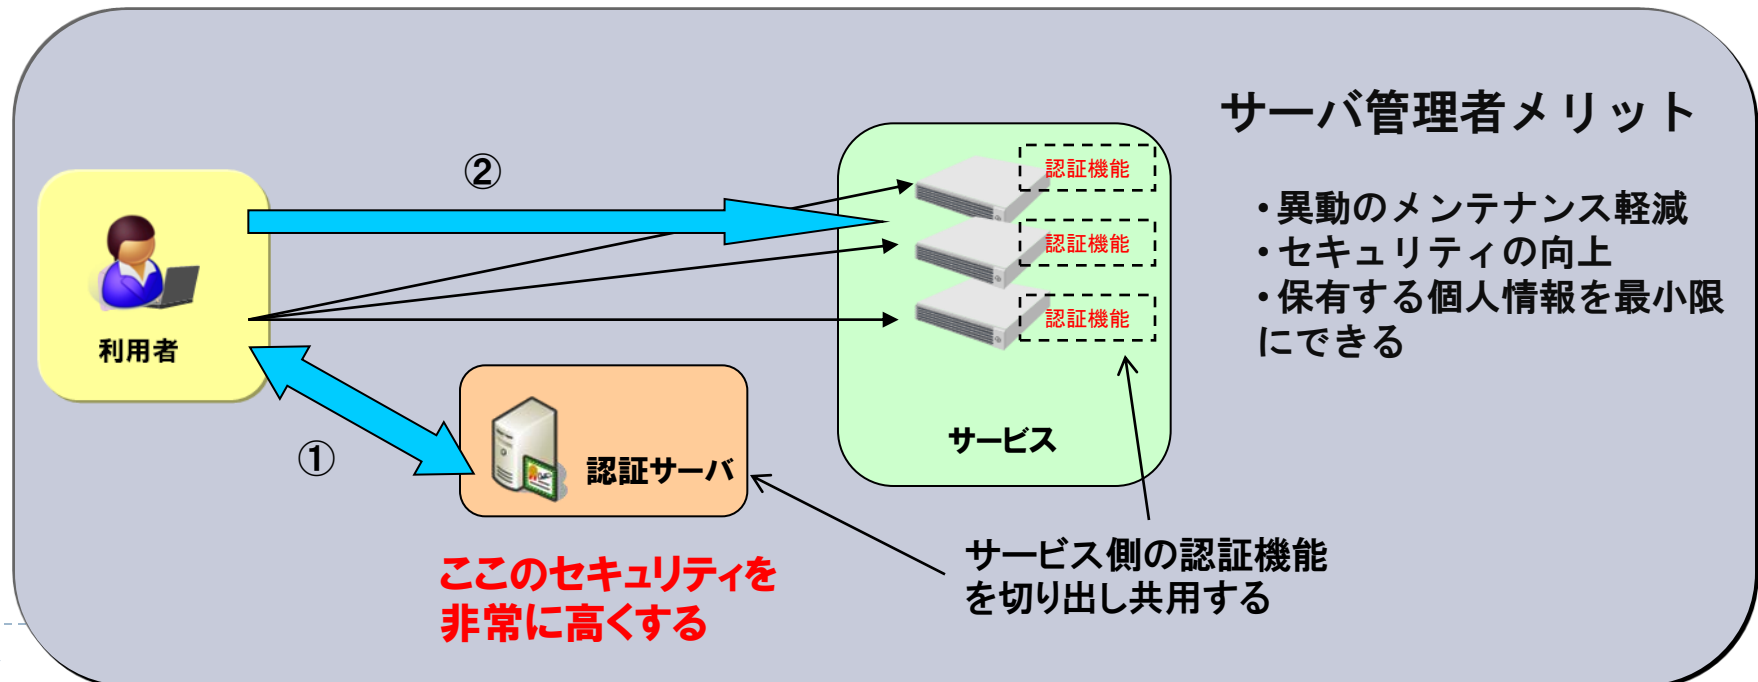 サーバ管理者メリット
②
認証機能
認証機能
認証機能
・異動のメンテナンス軽減
・セキュリティの向上
・保有する個人情報を最小限
にできる
利用者
サービス
①
認証サーバ
ここのセキュリティを
非常に高くする
サービス側の認証機能
を切り出し共用する